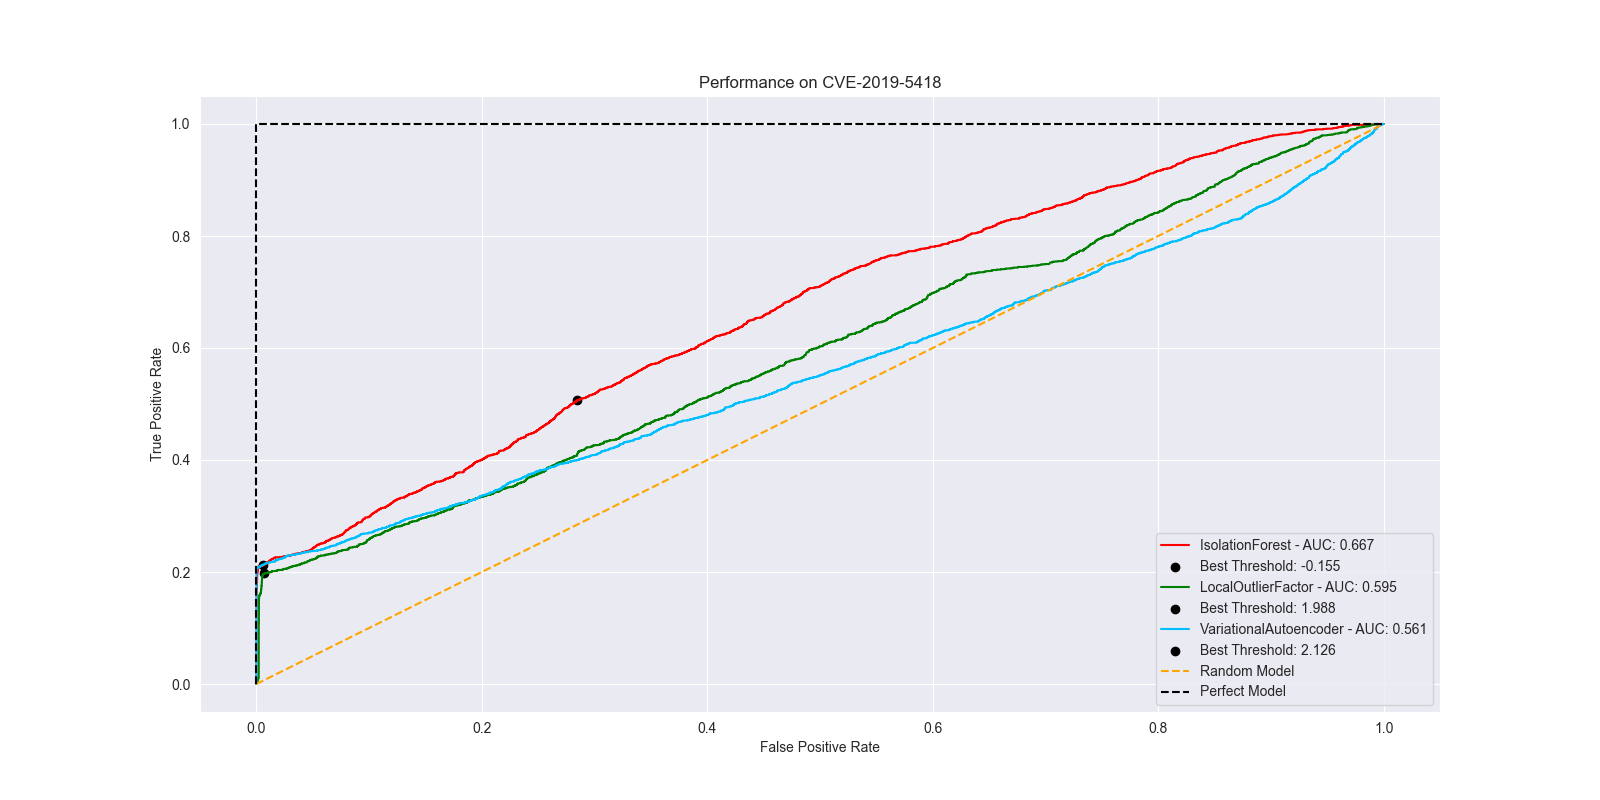 Performance on CVE-2019-5418
True Positive Rate
1.0
0.8
0.6
0.4
0.2
0.0
0.0 0.2 0.4 0.6 0.8 1.0
False Positive Rate
IsolationForest - AUC: 0.667
Best Threshold: -0.155
LocalOutlierFactor - AUC: 0.595
Best Threshold: 1.988
VariationalAutoencoder - AUC: 0.561
Best Threshold: 2.126
Random Model
Perfect Model